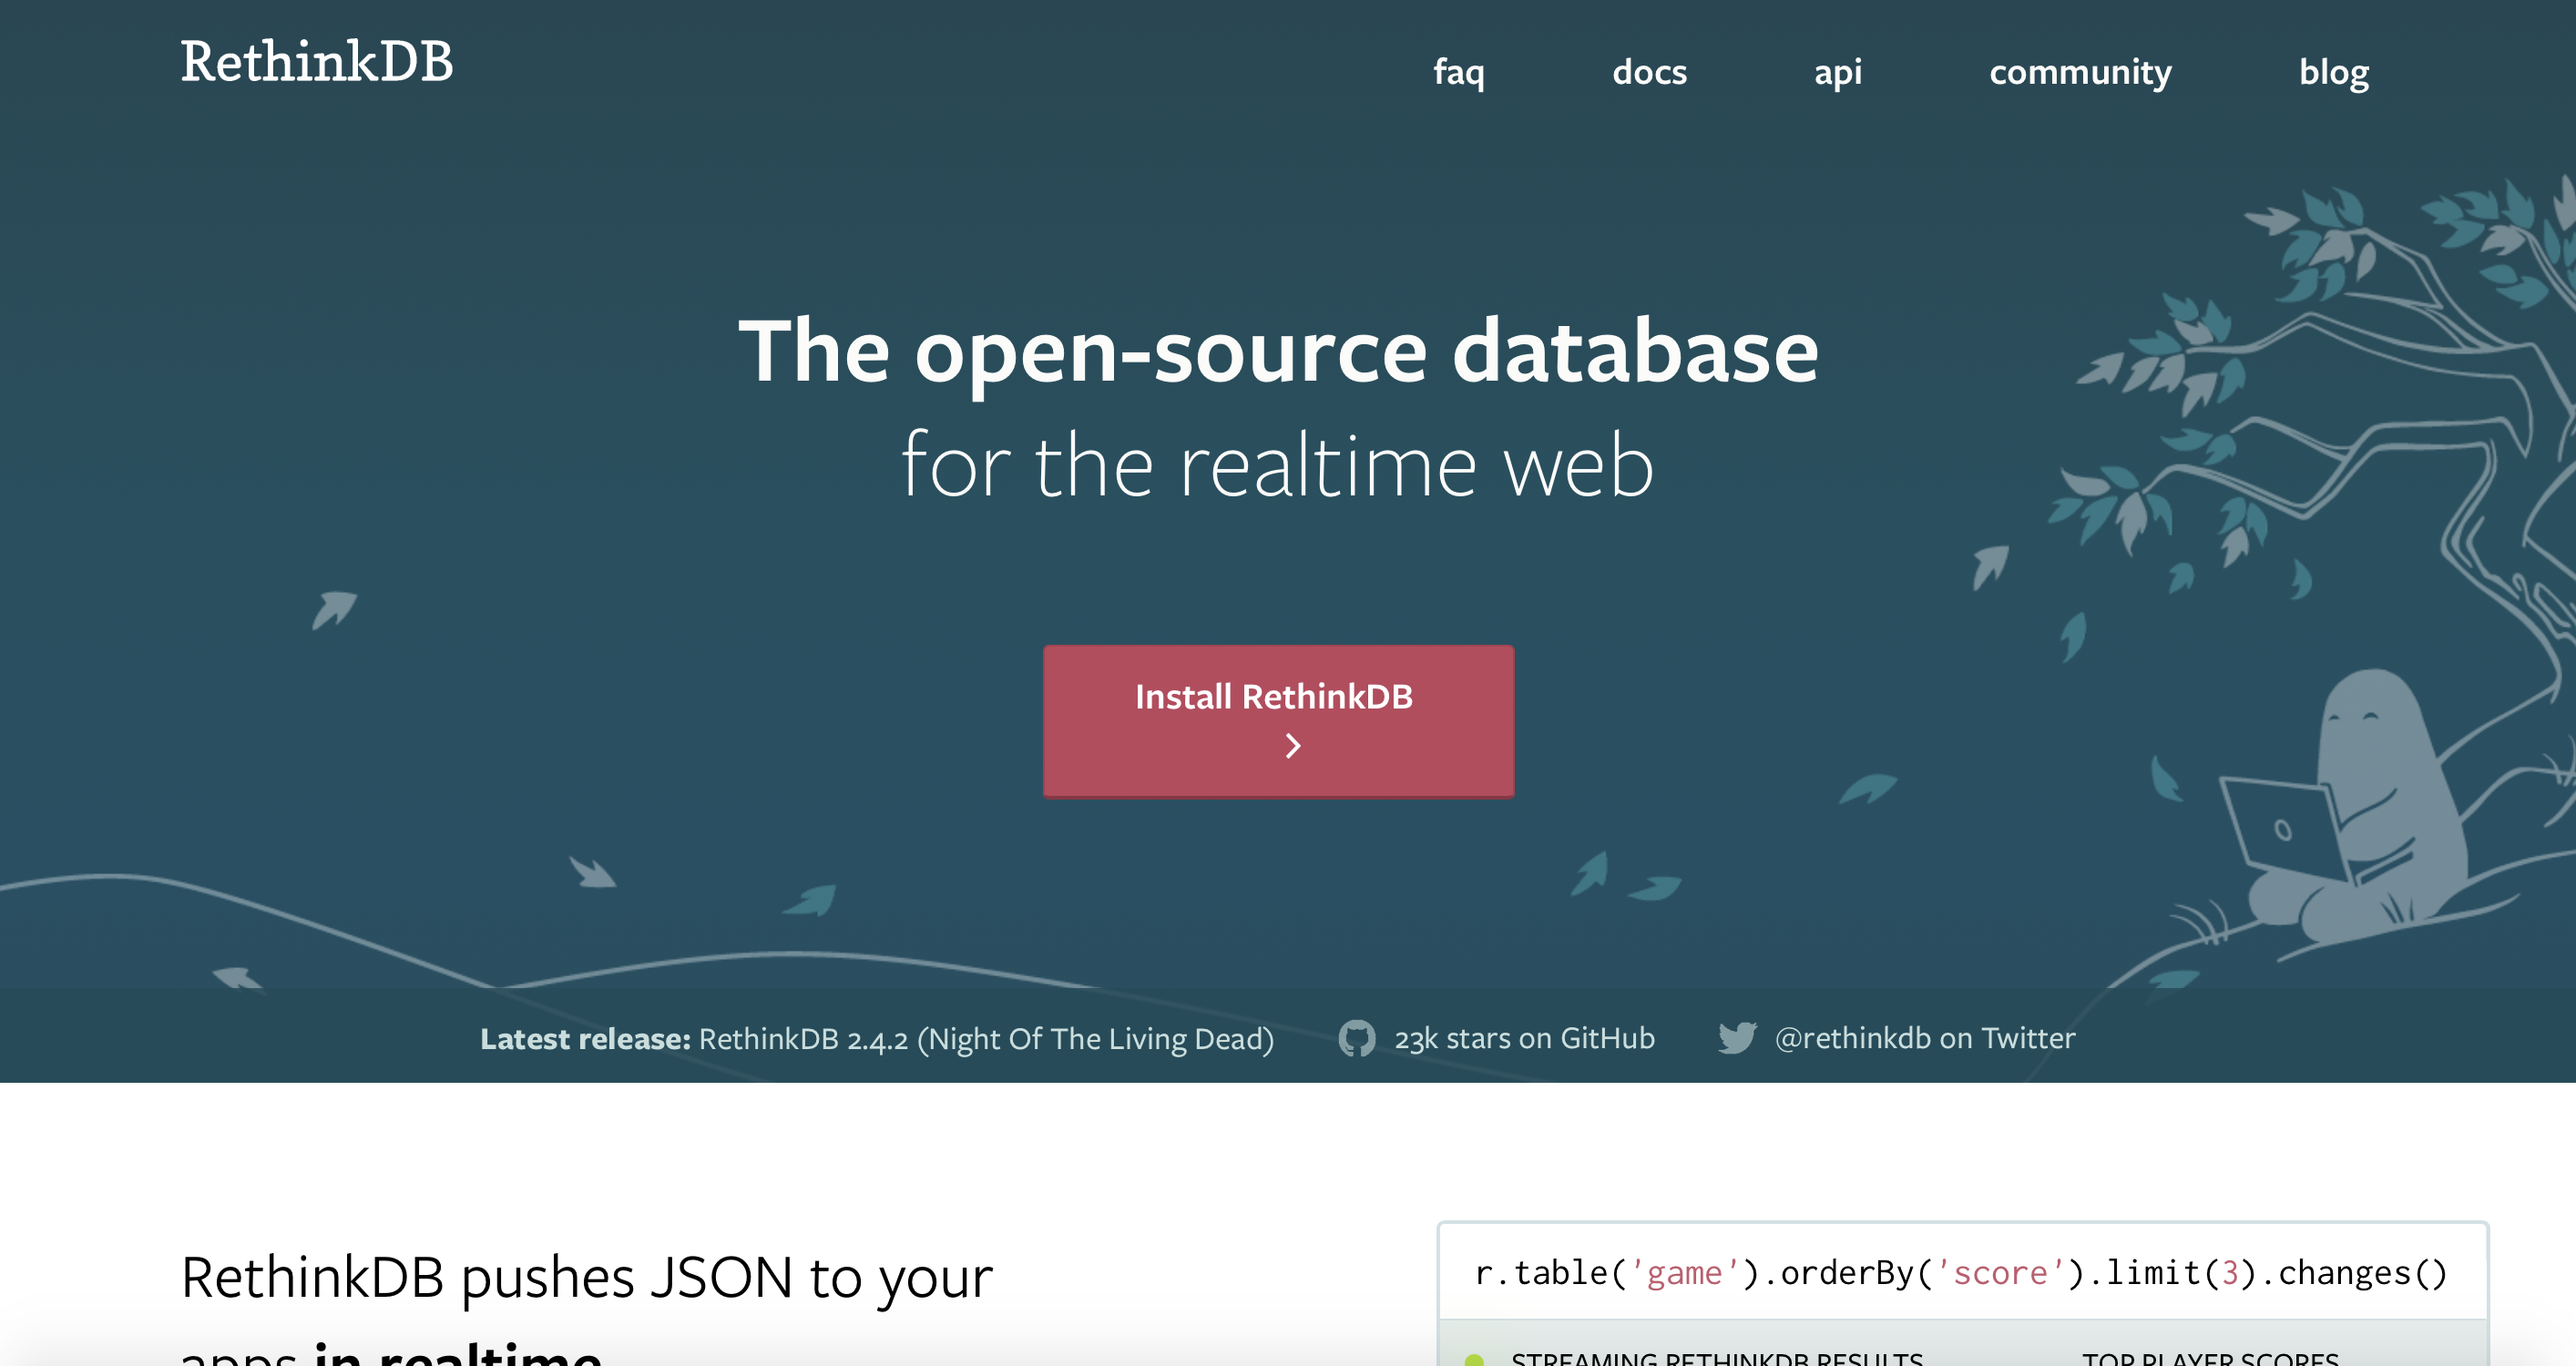 RethinkDB
faq docs api community blog
The open-source database
for the realtime web
Install RethinkDB
Latest release: RethinkDB 2.4.2 (Night Of The Living Dead) 23k stars on GitHub @rethinkdb on Twitter
RethinkDB pushes JSON to your
apps in realtime
r.table('game').orderBy('score').limit(3).changes()
STREAMING RETHINKDB RESULTS TOP PLAYER SCORES